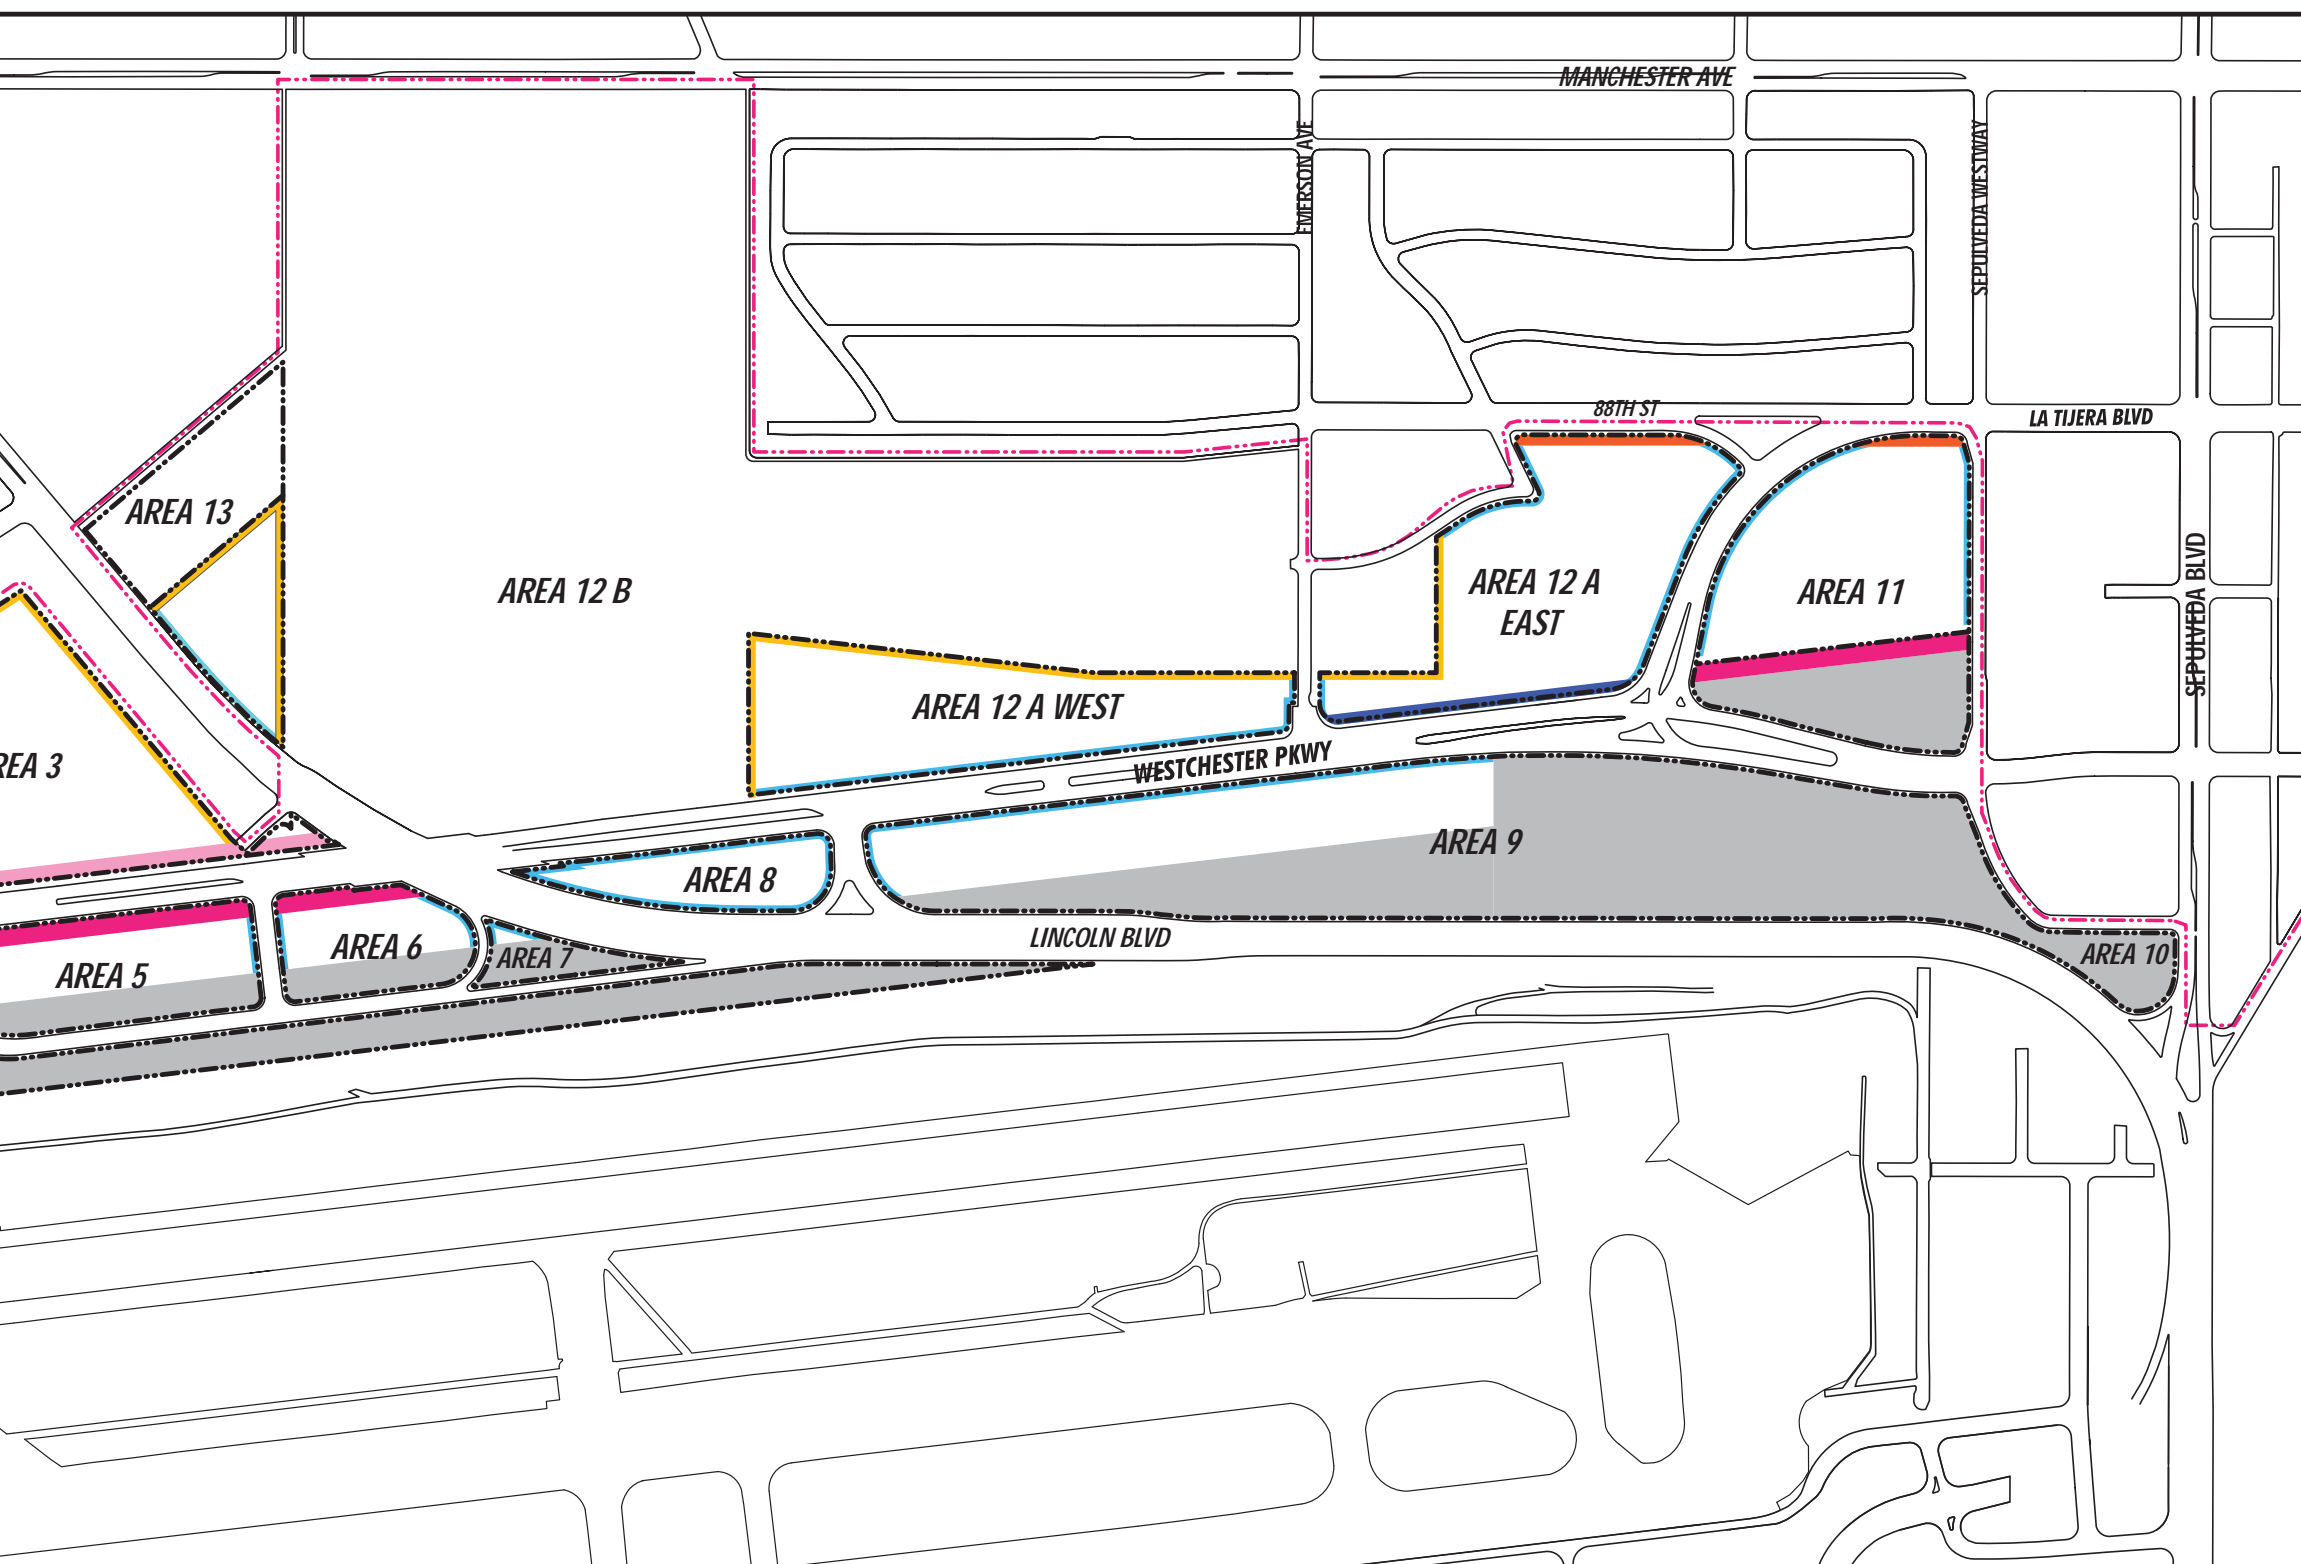 MANCHESTER AVE
EMERSON AVE
SEPULVEDA WESTWAY
88TH ST
LA TIJERA BLVD
AREA 13
AREA 12 B
AREA 12 A
EAST
AREA 11
SEPULVEDA BLVD
AREA 12 A WEST
REA 3
WESTCHESTER PKWY
AREA 9
AREA 8
LINCOLN BLVD
AREA 6
AREA 7
AREA 10
AREA 5